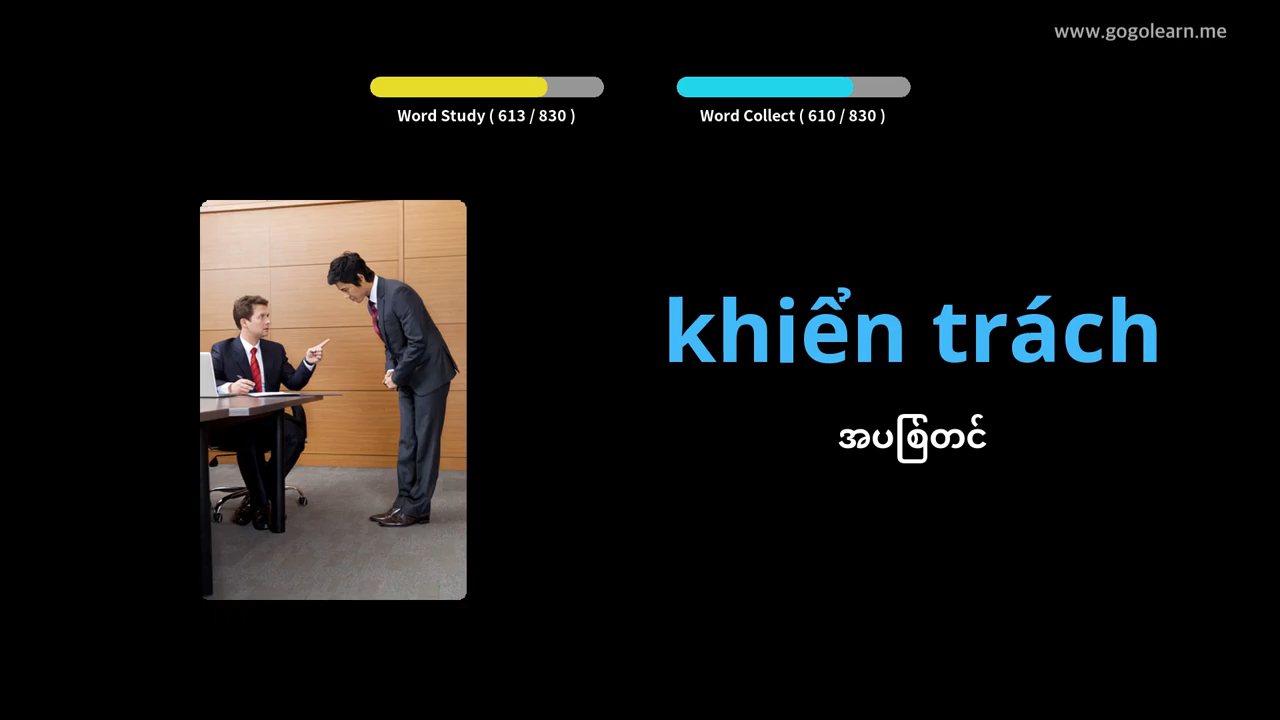 www.gogolearn.me
Word Study ( 613 / 830 )
Word Collect ( 610 / 830 )
khiển trách
အပစ်ြတင်